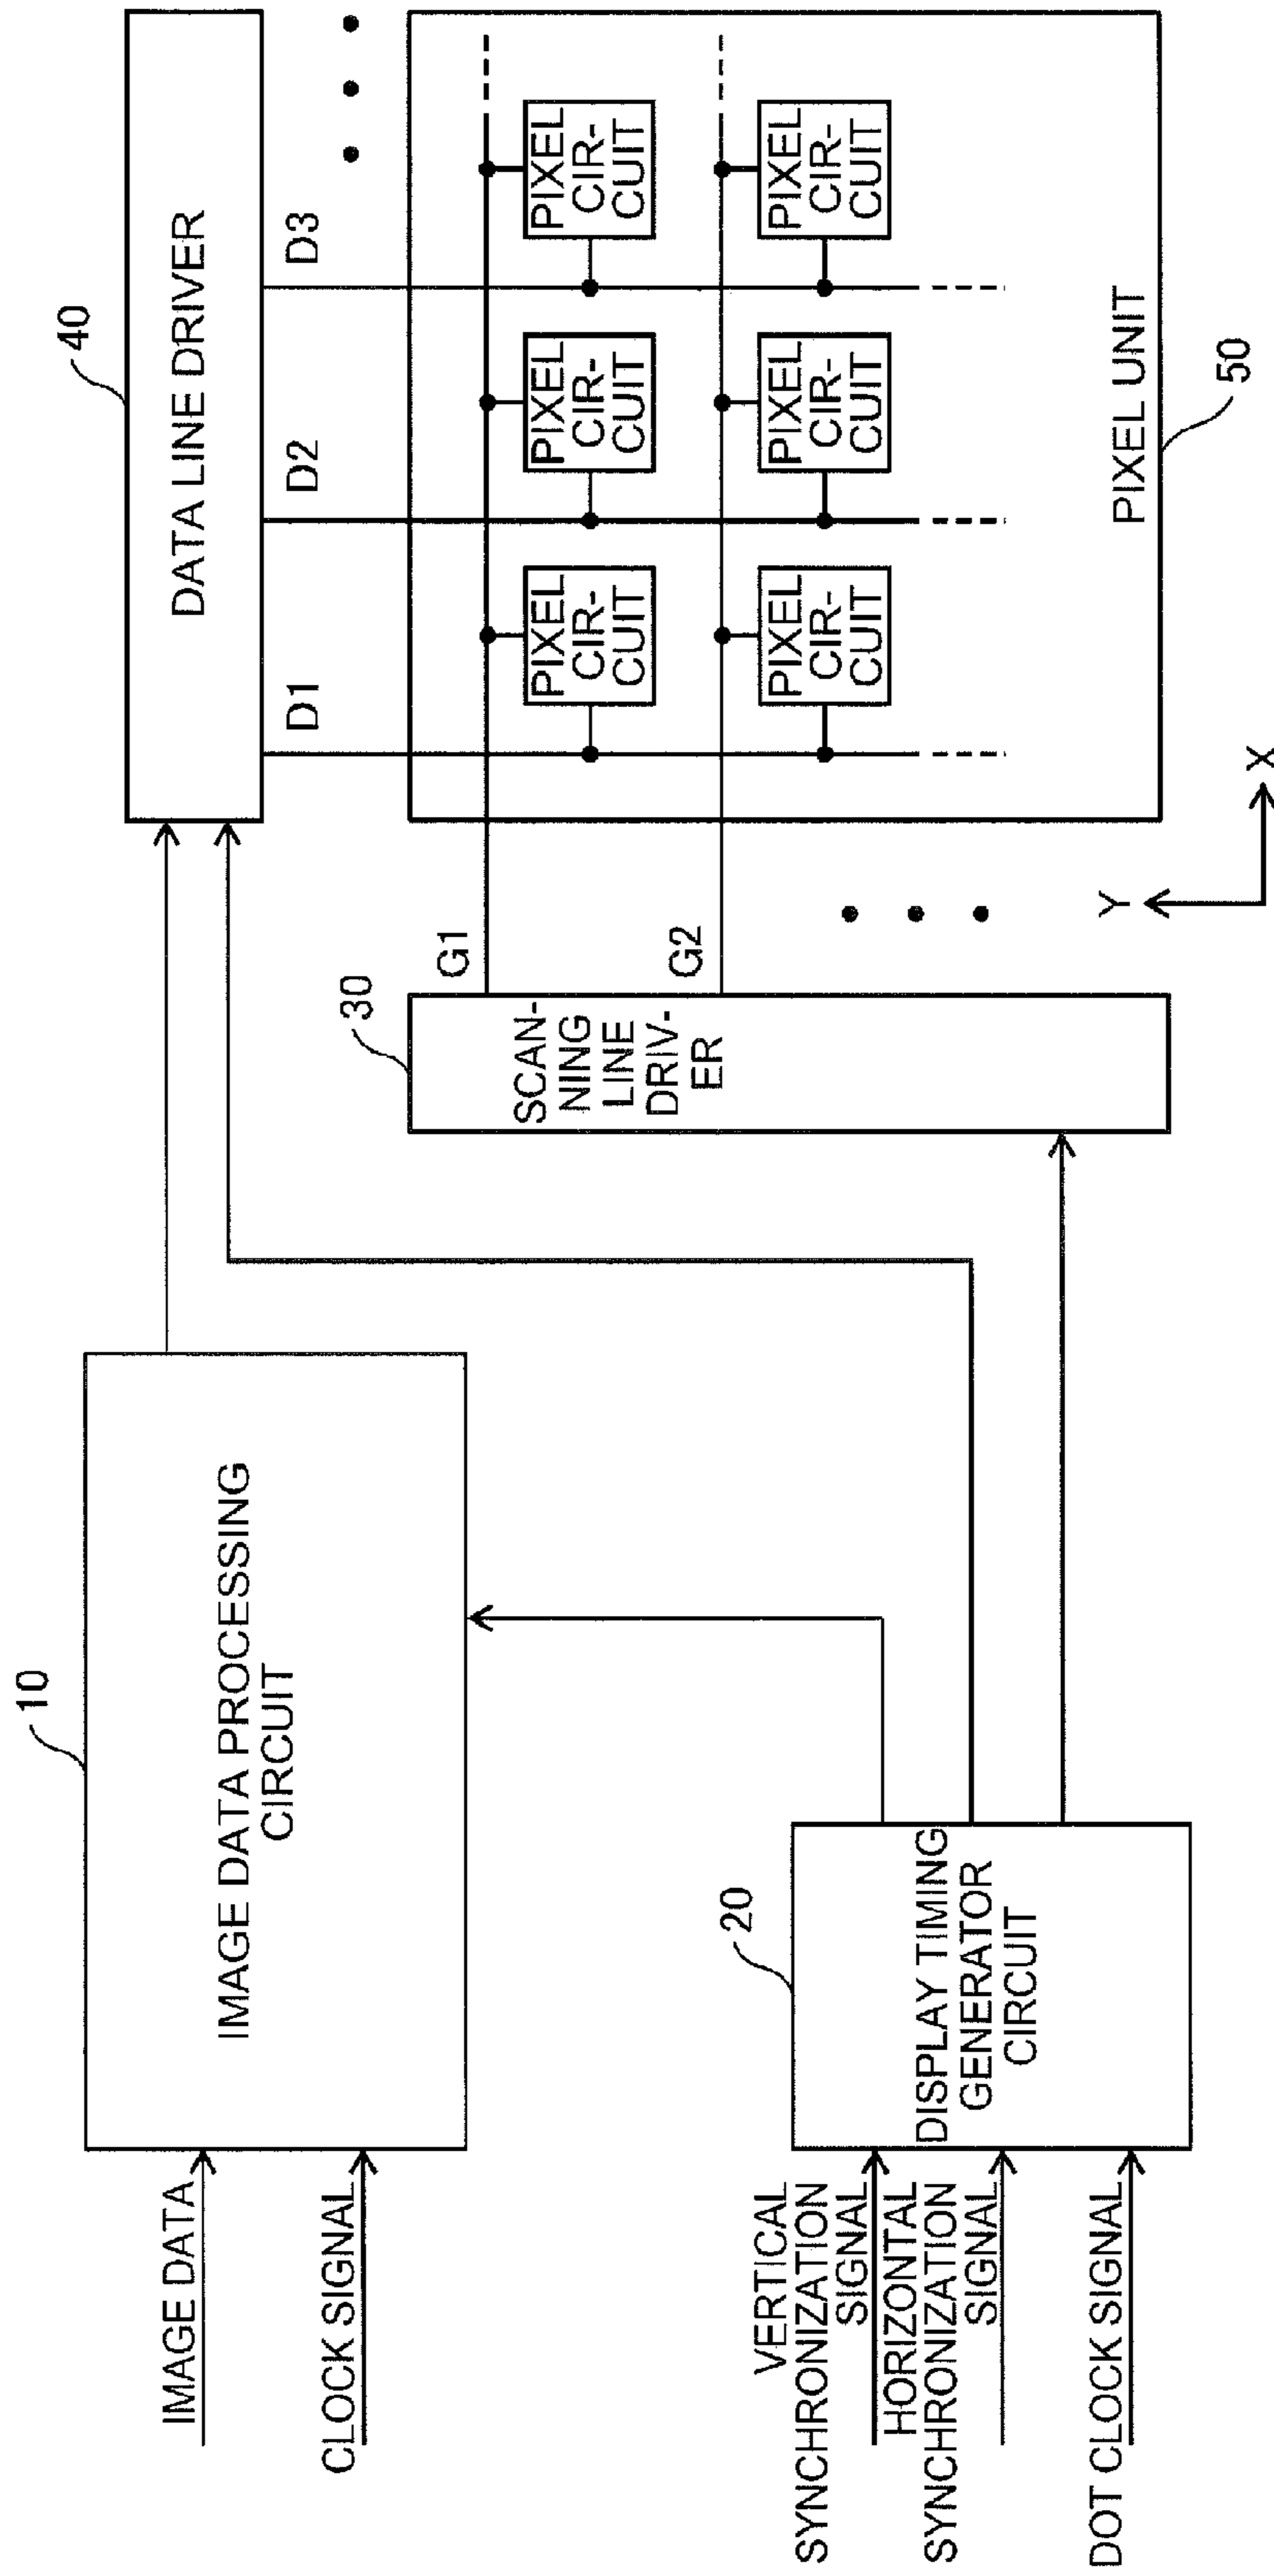 10
IMAGE DATA
CLOCK SIGNAL
IMAGE DATA PROCESSING
CIRCUIT
20
VERTICAL
SYNCHRONIZATION
SIGNAL
HORIZONTAL
SYNCHRONIZATION
SIGNAL
DOT CLOCK SIGNAL
DISPLAY TIMING
GENERATOR
CIRCUIT
30
SCAN-
NING
LINE
DRIV-
ER
G1
G2
40
DATA LINE DRIVER
D1
D2
D3
PIXEL
CIR-
CUIT
PIXEL
CIR-
CUIT
PIXEL
CIR-
CUIT
PIXEL
CIR-
CUIT
PIXEL
CIR-
CUIT
PIXEL
CIR-
CUIT
PIXEL UNIT
50
Y
X